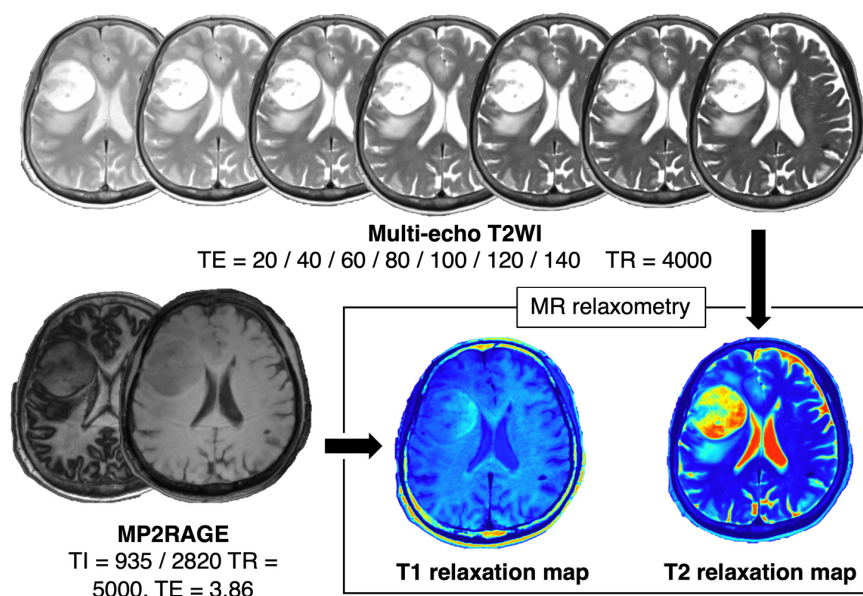 Multi-echo T2WI
TE = 20 / 40 / 60 / 80 / 100 / 120 / 140 TR = 4000
MR relaxometry
MP2RAGE
TI = 935 / 2820 TR =
5000, TE = 3.86
T1 relaxation map
T2 relaxation map